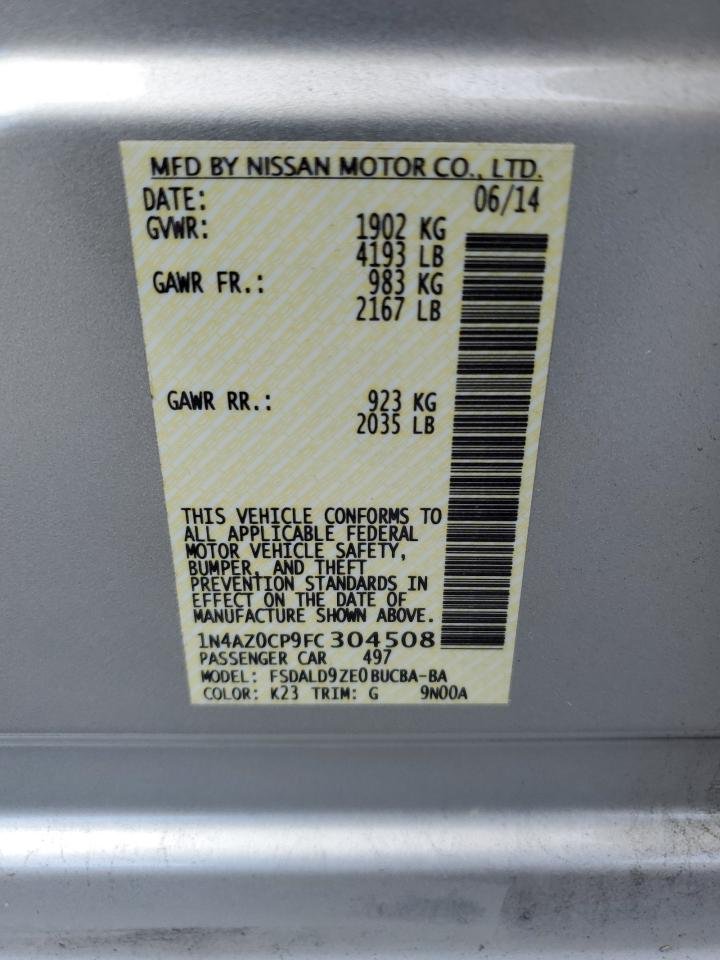 MFD BY NISSAN MOTOR CO., LTD.
DATE: 06/14
GVWR: 1902 KG
4193 LB
GAWR FR.: 983 KG
2167 LB
GAWR RR.: 923 KG
2035 LB
THIS VEHICLE CONFORMS TO
ALL APPLICABLE FEDERAL
MOTOR VEHICLE SAFETY,
BUMPER, AND THEFT
PREVENTION STANDARDS IN
EFFECT ON THE DATE OF
MANUFACTURE SHOWN ABOVE.
1N4AZ0CP9FC304508
PASSENGER CAR 497
MODEL: FSDALD9ZE0BUCBA-BA
COLOR: K23 TRIM: G 9N00A